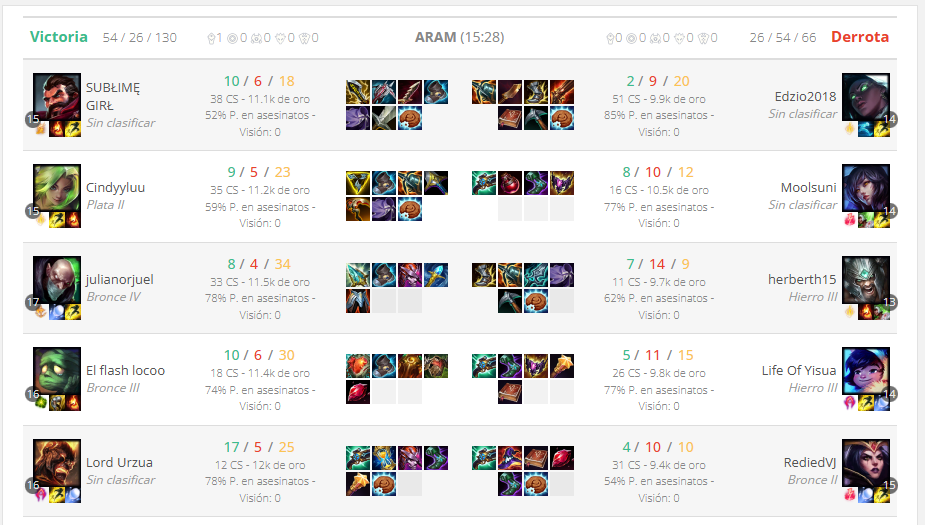 Victoria 54 / 26 / 130 1 0 0 0 0 ARAM (15:28) 0 0 0 0 0 26 / 54 / 66 Derrota
SUBŁIMĘ GIRŁ
Sin clasificar
15
10 / 6 / 18
38 CS - 11.1k de oro
52% P. en asesinatos -
Visión: 0
2 / 9 / 20
51 CS - 9.9k de oro
85% P. en asesinatos -
Visión: 0
Edzio2018
Sin clasificar
14
Cindyyluu
Plata II
15
9 / 5 / 23
35 CS - 11.2k de oro
59% P. en asesinatos -
Visión: 0
8 / 10 / 12
16 CS - 10.5k de oro
77% P. en asesinatos -
Visión: 0
Moolsuni
Sin clasificar
14
julianorjuel
Bronce IV
17
8 / 4 / 34
33 CS - 11.5k de oro
78% P. en asesinatos -
Visión: 0
7 / 14 / 9
11 CS - 9.7k de oro
62% P. en asesinatos -
Visión: 0
herberth15
Hierro III
13
El flash locoo
Bronce III
16
10 / 6 / 30
18 CS - 11.4k de oro
74% P. en asesinatos -
Visión: 0
5 / 11 / 15
26 CS - 9.8k de oro
77% P. en asesinatos -
Visión: 0
Life Of Yisua
Hierro III
14
Lord Urzua
Sin clasificar
16
17 / 5 / 25
12 CS - 12k de oro
78% P. en asesinatos -
Visión: 0
4 / 10 / 10
31 CS - 9.4k de oro
54% P. en asesinatos -
Visión: 0
RediedVJ
Bronce II
15